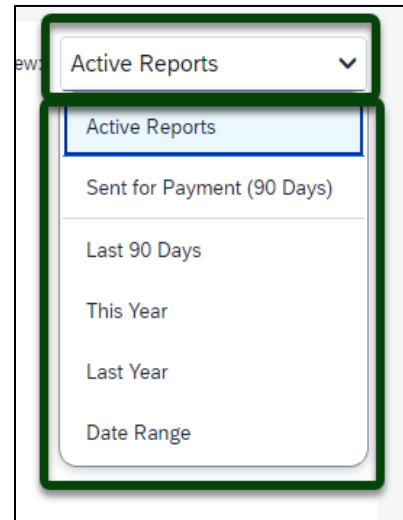 ew: Active Reports
Active Reports
Sent for Payment (90 Days)
Last 90 Days
This Year
Last Year
Date Range